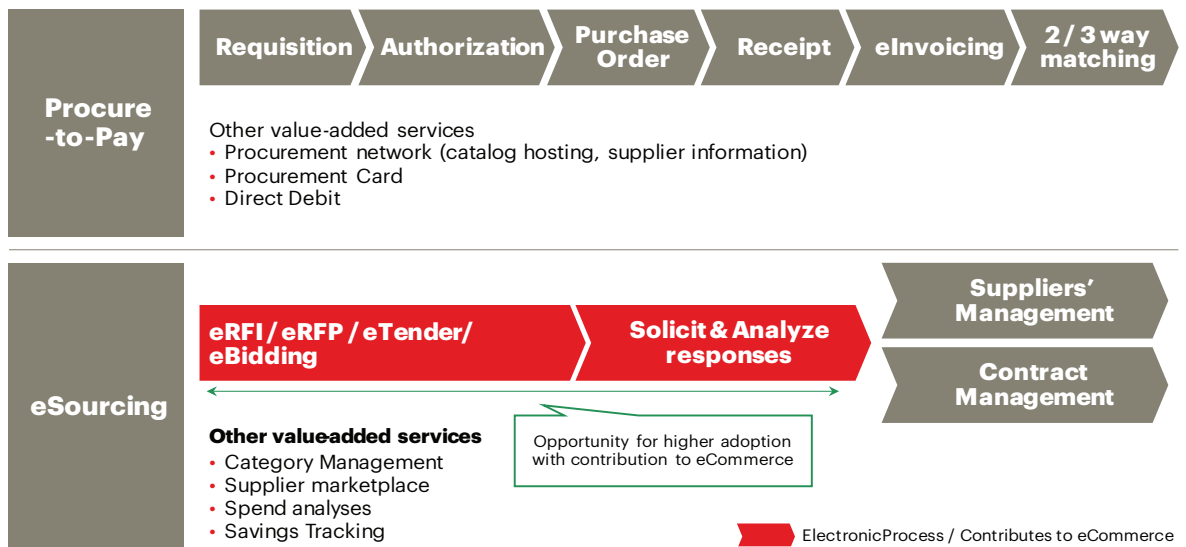 Procure
-to-Pay
Requisition
Authorization
Purchase
Order
Receipt
eInvoicing
2 / 3 way
matching
Other value-added services
• Procurement network (catalog hosting, supplier information)
• Procurement Card
• Direct Debit
eSourcing
eRFI / eRFP / eTender/
eBidding
Solicit & Analyze
responses
Suppliers’
Management
Contract
Management
Opportunity for higher adoption
with contribution to eCommerce
Other value-added services
• Category Management
• Supplier marketplace
• Spend analyses
• Savings Tracking
ElectronicProcess / Contributes to eCommerce